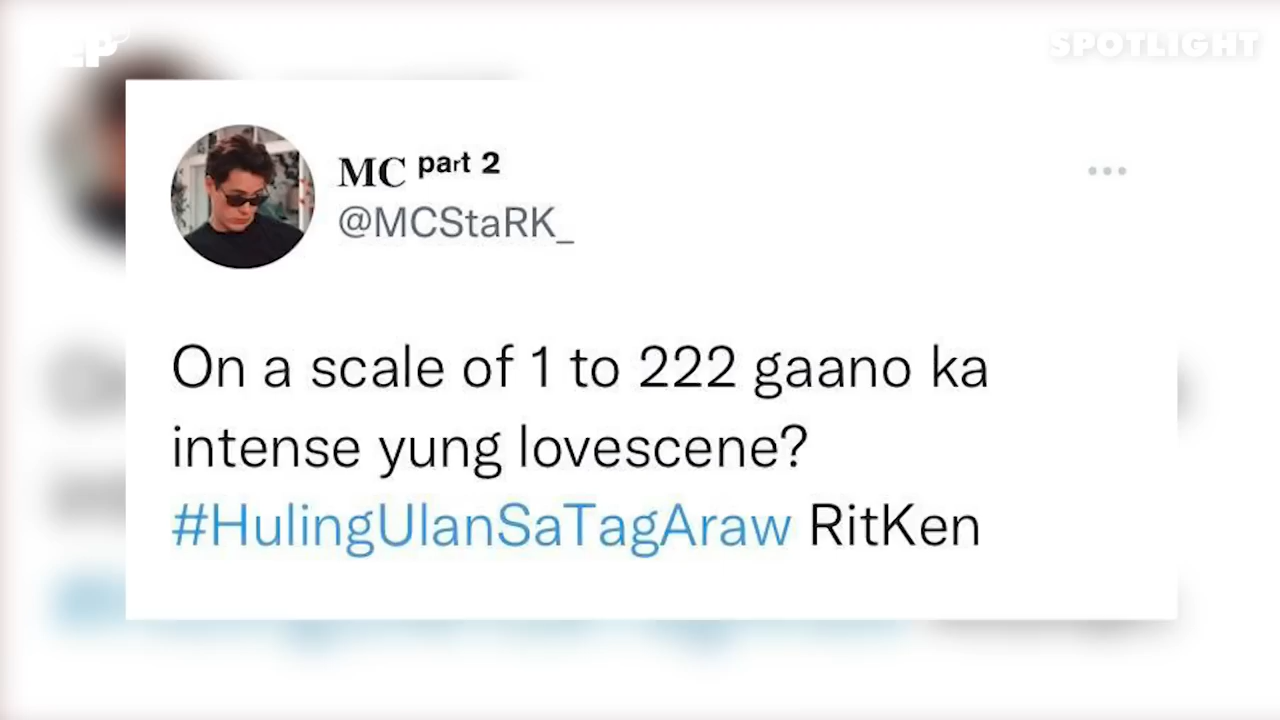 SPOTLIGHT
MC part 2
@MCStaRK_
On a scale of 1 to 222 gaano ka
intense yung lovescene?
#HulingUlanSaTagAraw RitKen